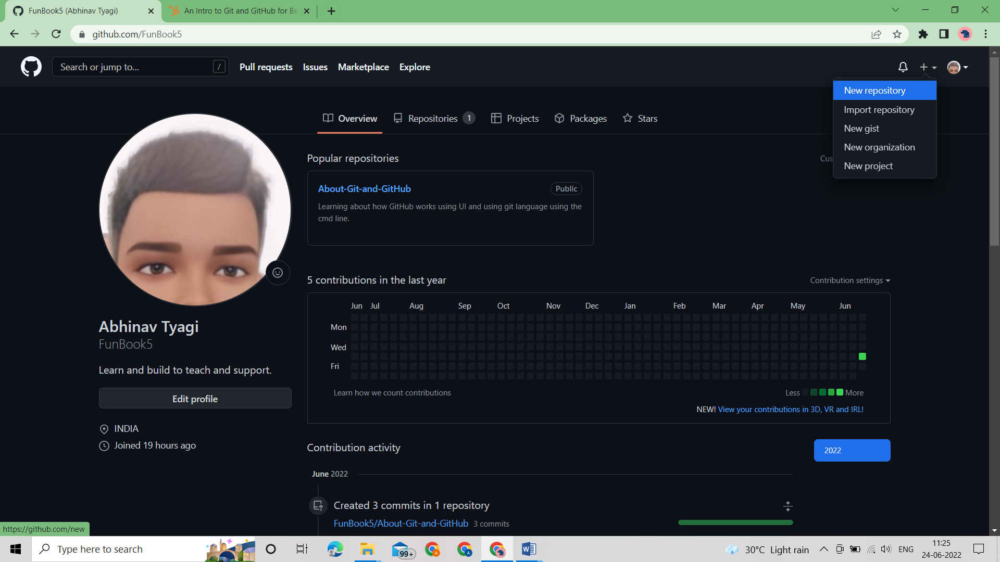 FunBook5 (Abhinav Tyagi)
An Intro to Git and GitHub for Be
github.com/FunBook5
Search or jump to...
/
Pull requests
Issues
Marketplace
Explore
New repository
Import repository
New gist
New organization
New project
Overview
Repositories 1
Projects
Packages
Stars
Popular repositories
Cus
About-Git-and-GitHub
Public
Learning about how GitHub works using UI and using git language using the
cmd line.
5 contributions in the last year
Contribution settings
Jun Jul Aug Sep Oct Nov Dec Jan Feb Mar Apr May Jun
Mon
Wed
Fri
Learn how we count contributions
Less
More
NEW! View your contributions in 3D, VR and IRL!
Abhinav Tyagi
FunBook5
Learn and build to teach and support.
Edit profile
INDIA
Joined 19 hours ago
Contribution activity
2022
June 2022
Created 3 commits in 1 repository
FunBook5/About-Git-and-GitHub 3 commits
https://github.com/new
Type here to search
99+
A
A
W
30°C Light rain
ENG
11:25
24-06-2022